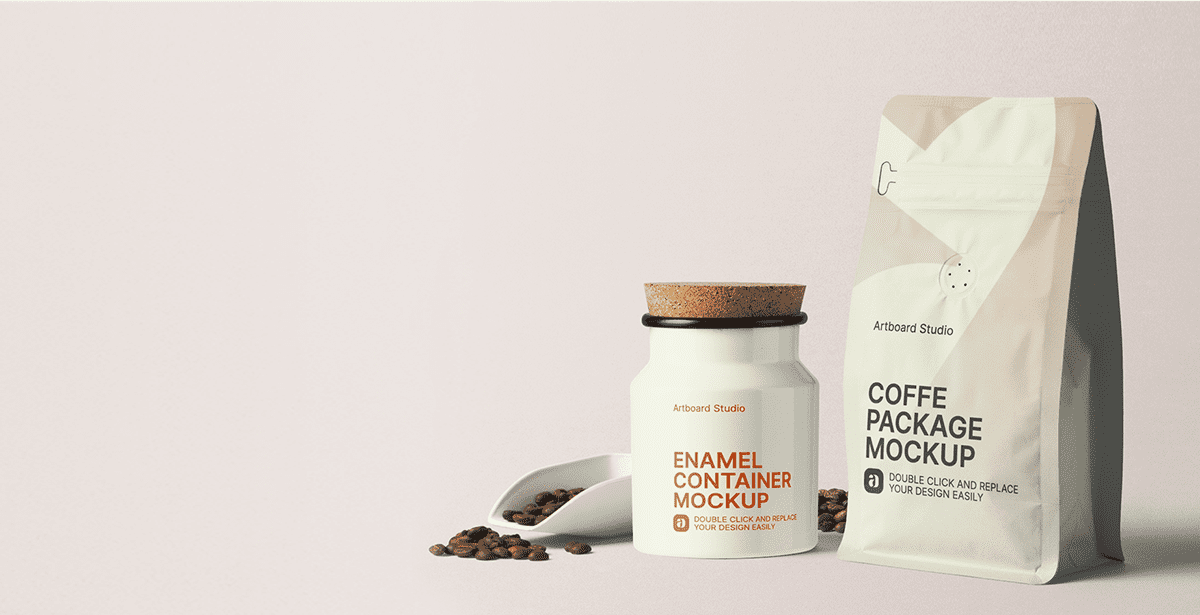 Artboard Studio
ENAMEL
CONTAINER
MOCKUP
a
DOUBLE CLICK AND REPLACE
YOUR DESIGN EASILY
Artboard Studio
COFFE
PACKAGE
MOCKUP
a
DOUBLE CLICK AND REPLACE
YOUR DESIGN EASILY